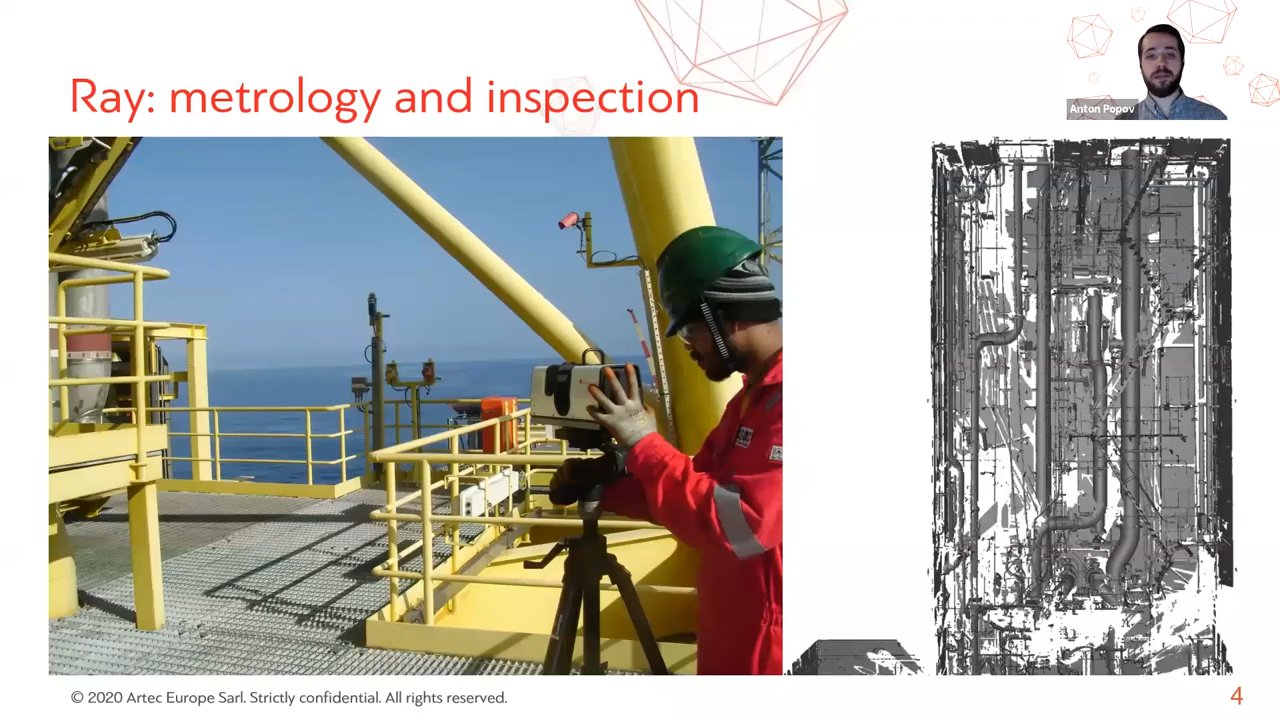 Ray: metrology and inspection
Anton Popov
© 2020 Artec Europe Sarl. Strictly confidential. All rights reserved.
4